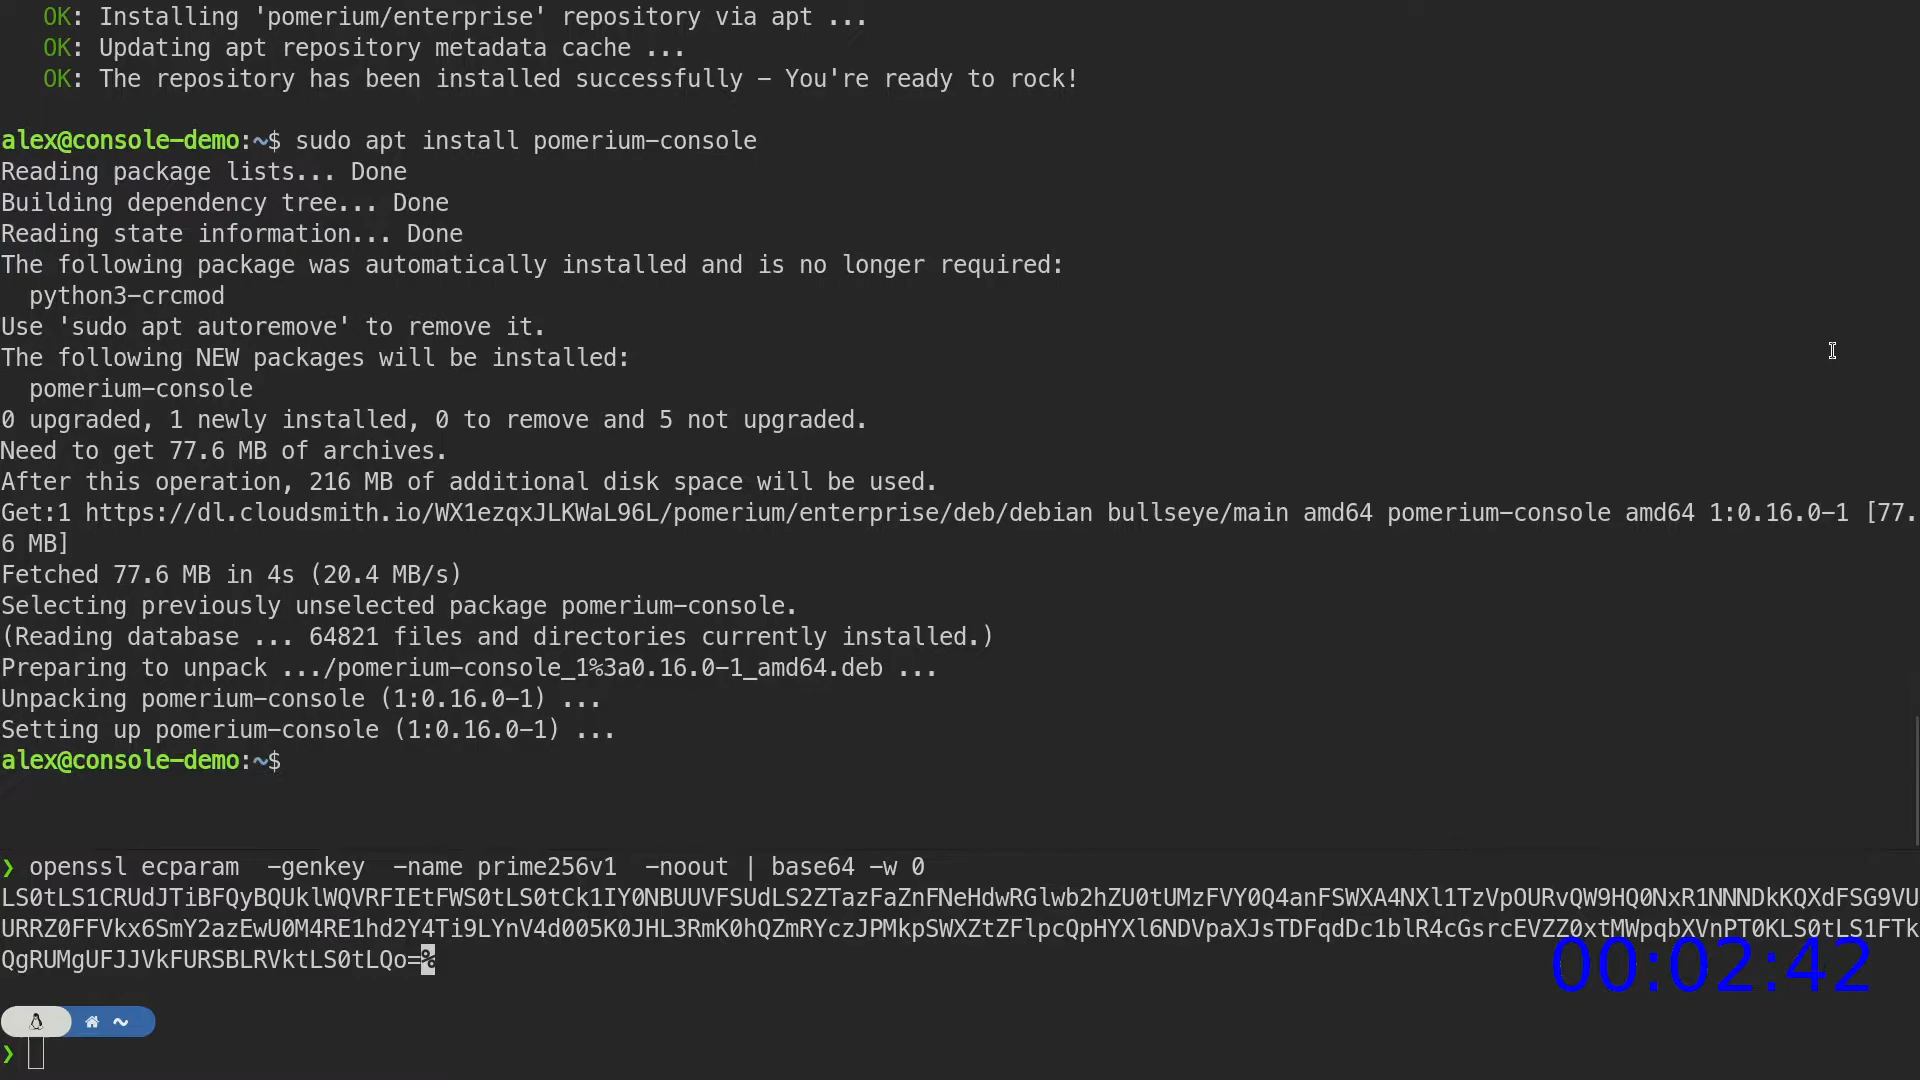 OK: Installing 'pomerium/enterprise' repository via apt ...
OK: Updating apt repository metadata cache ...
OK: The repository has been installed successfully - You're ready to rock!
alex@console-demo:~$ sudo apt install pomerium-console
Reading package lists... Done
Building dependency tree... Done
Reading state information... Done
The following package was automatically installed and is no longer required:
python3-crcmod
Use 'sudo apt autoremove' to remove it.
The following NEW packages will be installed:
pomerium-console
0 upgraded, 1 newly installed, 0 to remove and 5 not upgraded.
Need to get 77.6 MB of archives.
After this operation, 216 MB of additional disk space will be used.
Get:1 https://dl.cloudsmith.io/WX1ezqxJLKWaL96L/pomerium/enterprise/deb/debian bullseye/main amd64 pomerium-console amd64 1:0.16.0-1 [77.
6 MB]
Fetched 77.6 MB in 4s (20.4 MB/s)
Selecting previously unselected package pomerium-console.
(Reading database ... 64821 files and directories currently installed.)
Preparing to unpack .../pomerium-console_1%3a0.16.0-1_amd64.deb ...
Unpacking pomerium-console (1:0.16.0-1) ...
Setting up pomerium-console (1:0.16.0-1) ...
alex@console-demo:~$
❯ openssl ecparam  -genkey  -name prime256v1  -noout | base64 -w 0
QgRUMgUFJJVkFURSBLRVktLS0tLQo=%
00:02:42
~
❯